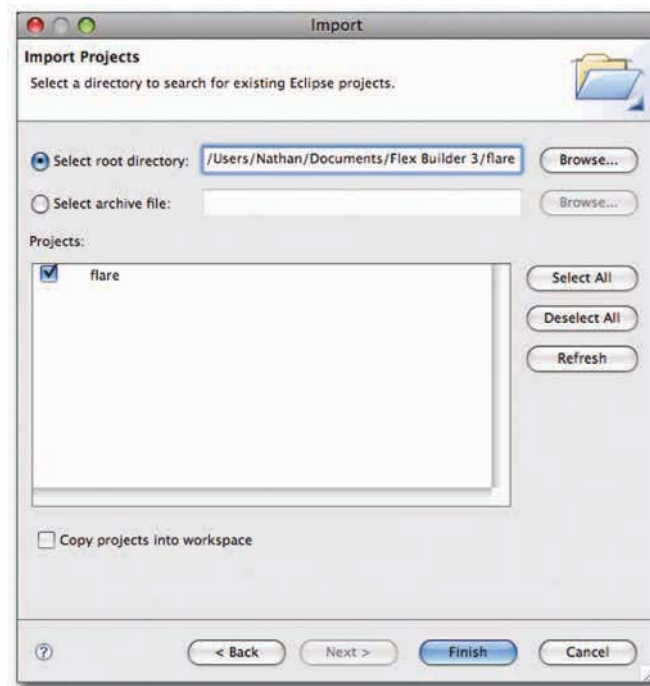 Import
Import Projects
Select a directory to search for existing Eclipse projects.
Select root directory: /Users/Nathan/Documents/Flex Builder 3/flare Browse...
Select archive file: Browse...
Projects:
flare
Select All
Deselect All
Refresh
Copy projects into workspace
? < Back Next > Finish Cancel